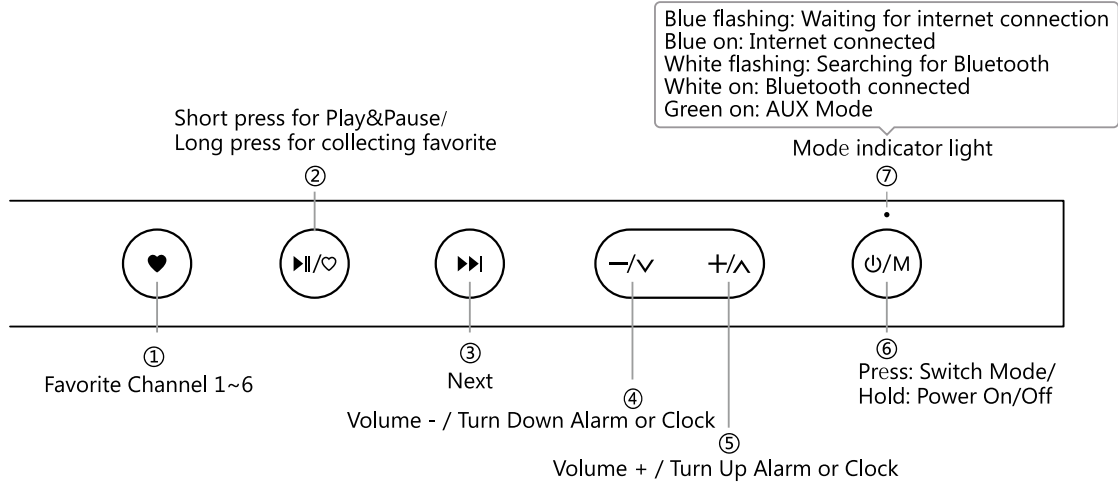 Blue flashing: Waiting for internet connection
Blue on: Internet connected
White flashing: Searching for Bluetooth
White on: Bluetooth connected
Green on: AUX Mode
Short press for Play&Pause/
Long press for collecting favorite
Mode indicator light
② ⑦
♥ ▶II/♡ ▶▶I —/∨ +/∧ ⏻/M
① ③ ④ ⑤ ⑥
Favorite Channel 1~6
Next
Press: Switch Mode/
Hold: Power On/Off
Volume - / Turn Down Alarm or Clock
Volume + / Turn Up Alarm or Clock